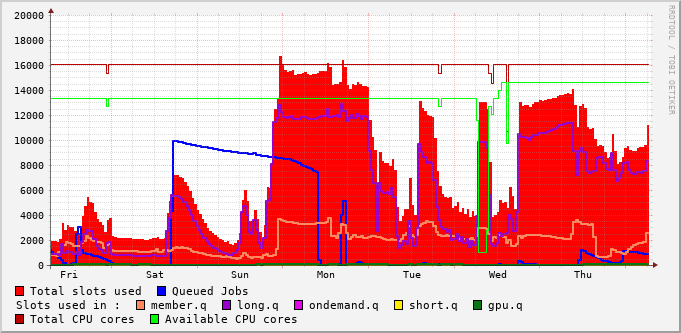 20000
18000
16000
14000
12000
10000
8000
6000
4000
2000
0
Fri Sat Sun Mon Tue Wed Thu
RRDTOOL / TOBI OETIKER
Total slots used Queued Jobs
Slots used in : member.q long.q ondemand.q short.q gpu.q
Total CPU cores Available CPU cores